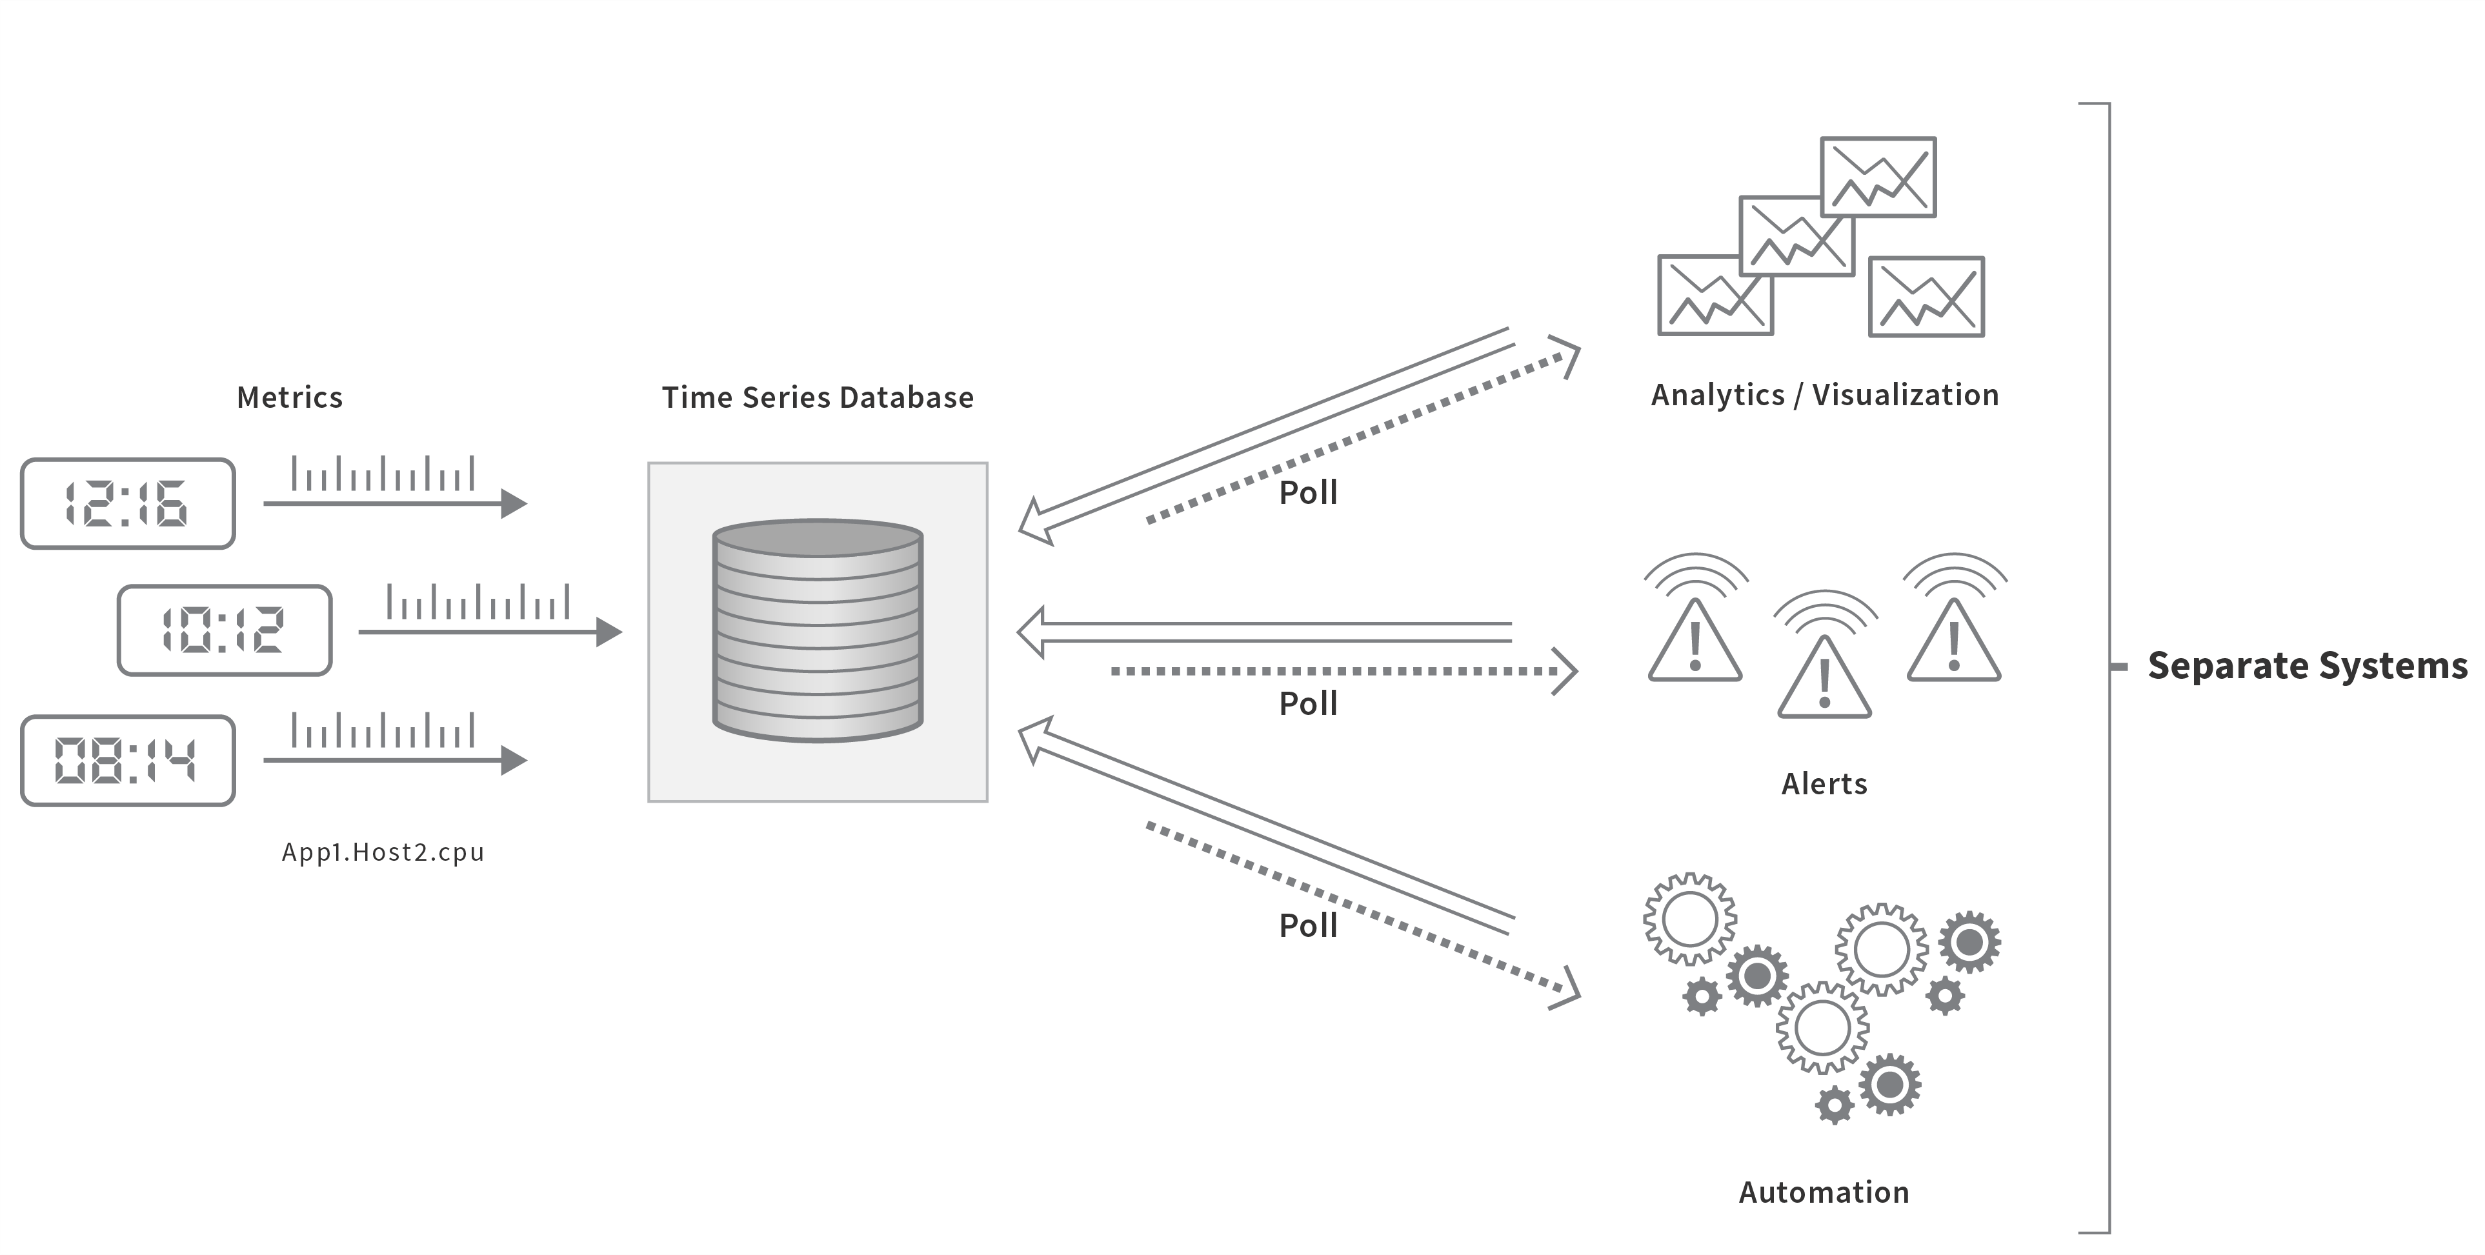 Metrics
12:16
10:12
08:14
App1.Host2.cpu
Time Series Database
Poll
Poll
Poll
Analytics / Visualization
Alerts
Automation
Separate Systems